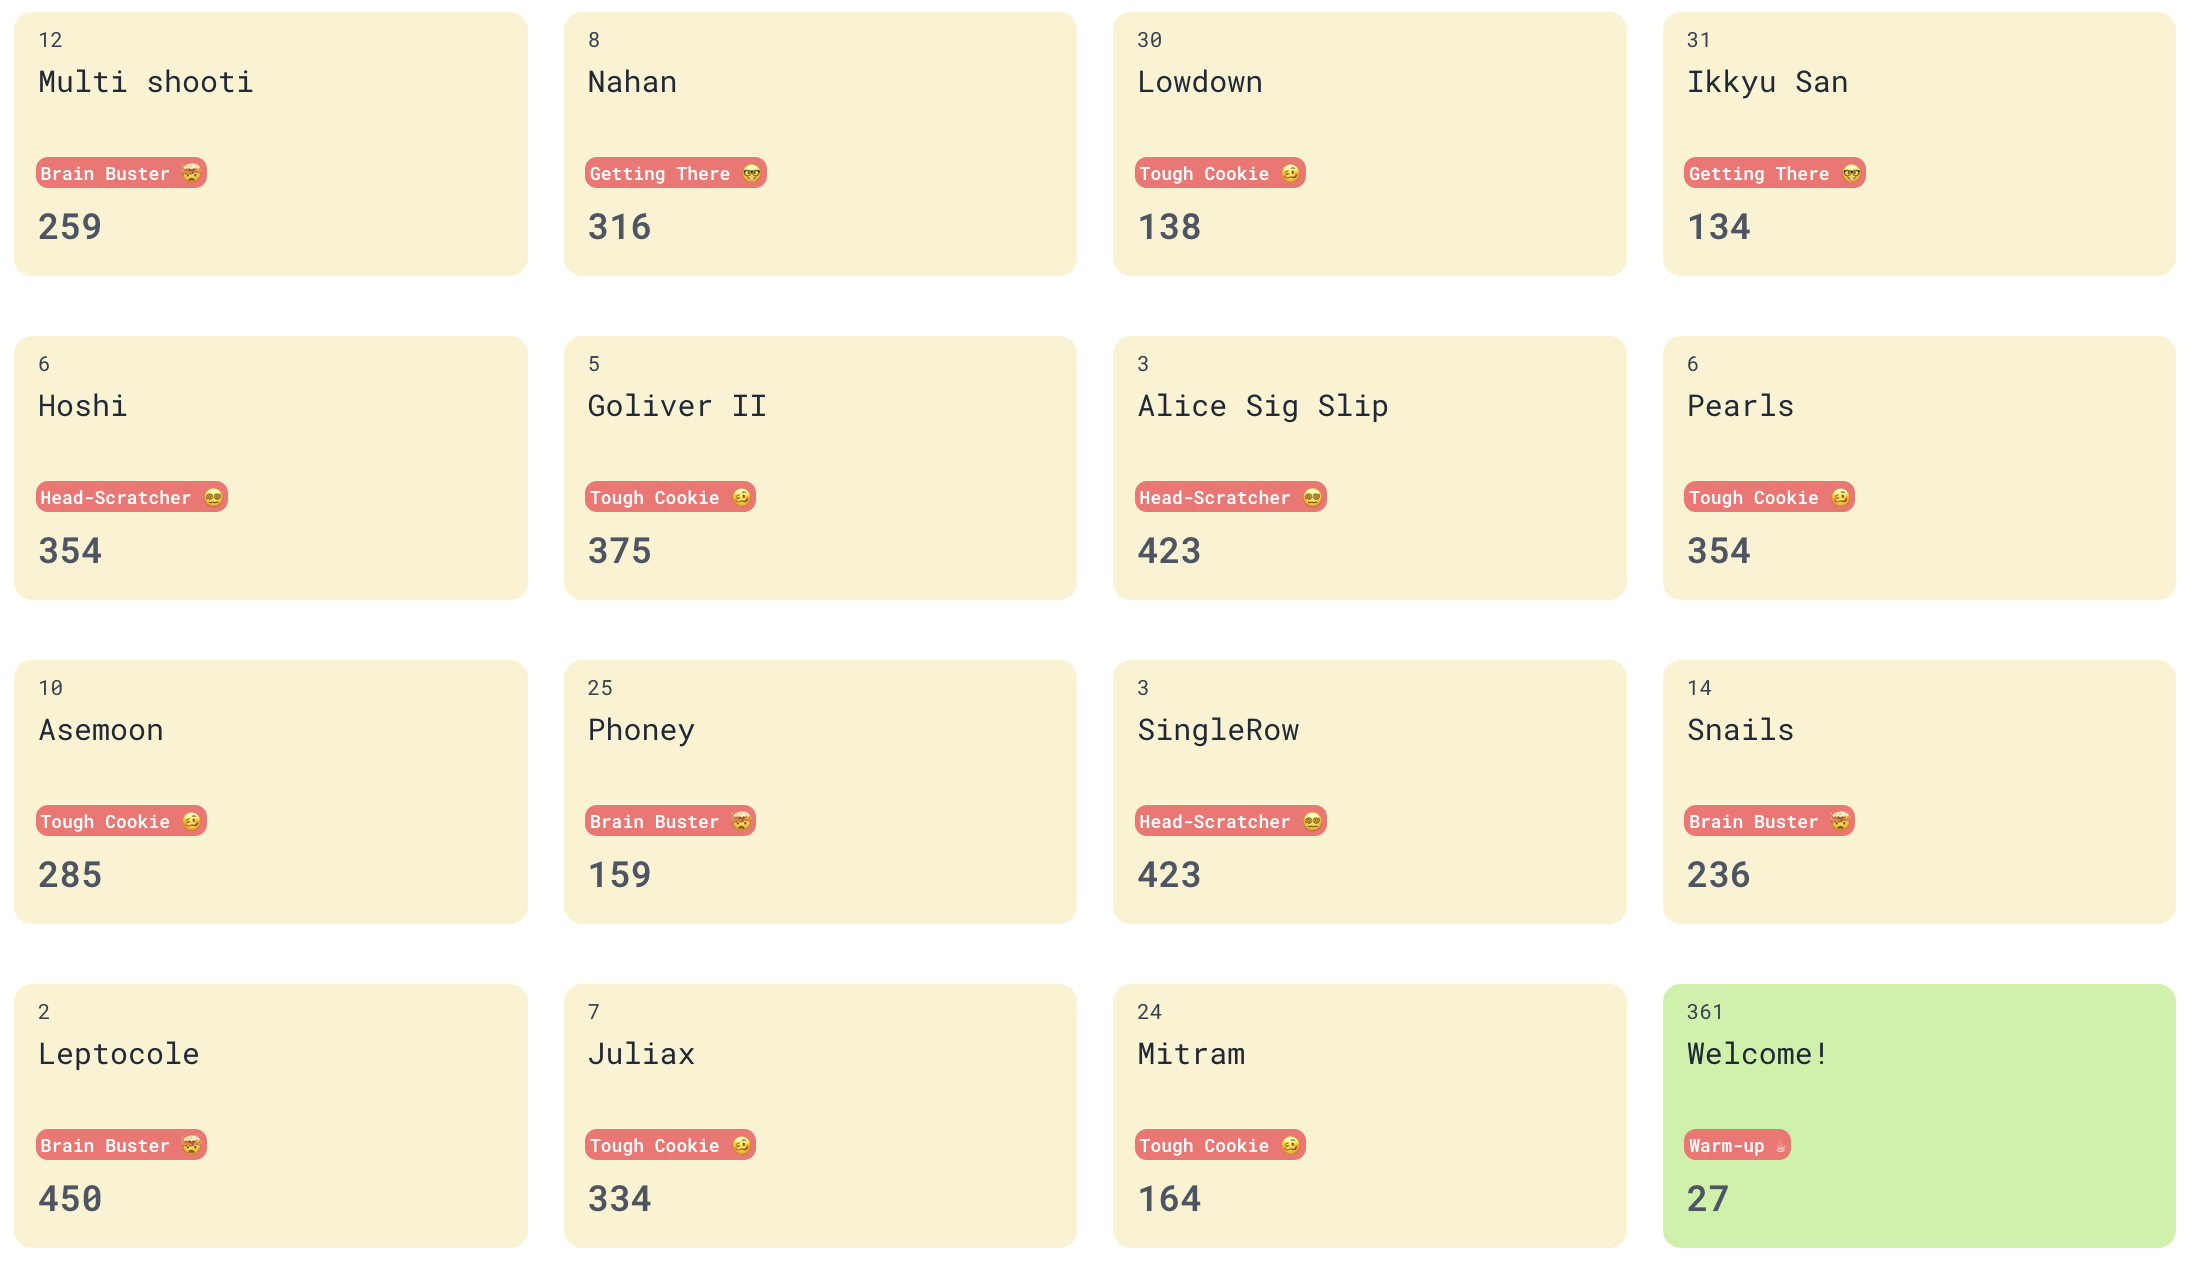 12
Multi shooti
Brain Buster 🤯
259
8
Nahan
Getting There 🤓
316
30
Lowdown
Tough Cookie 🥴
138
31
Ikkyu San
Getting There 🤓
134
6
Hoshi
Head-Scratcher 😵‍💫
354
5
Goliver II
Tough Cookie 🥴
375
3
Alice Sig Slip
Head-Scratcher 😵‍💫
423
6
Pearls
Tough Cookie 🥴
354
10
Asemoon
Tough Cookie 🥴
285
25
Phoney
Brain Buster 🤯
159
3
SingleRow
Head-Scratcher 😵‍💫
423
14
Snails
Brain Buster 🤯
236
2
Leptocole
Brain Buster 🤯
450
7
Juliax
Tough Cookie 🥴
334
24
Mitram
Tough Cookie 🥴
164
361
Welcome!
Warm-up ☕
27